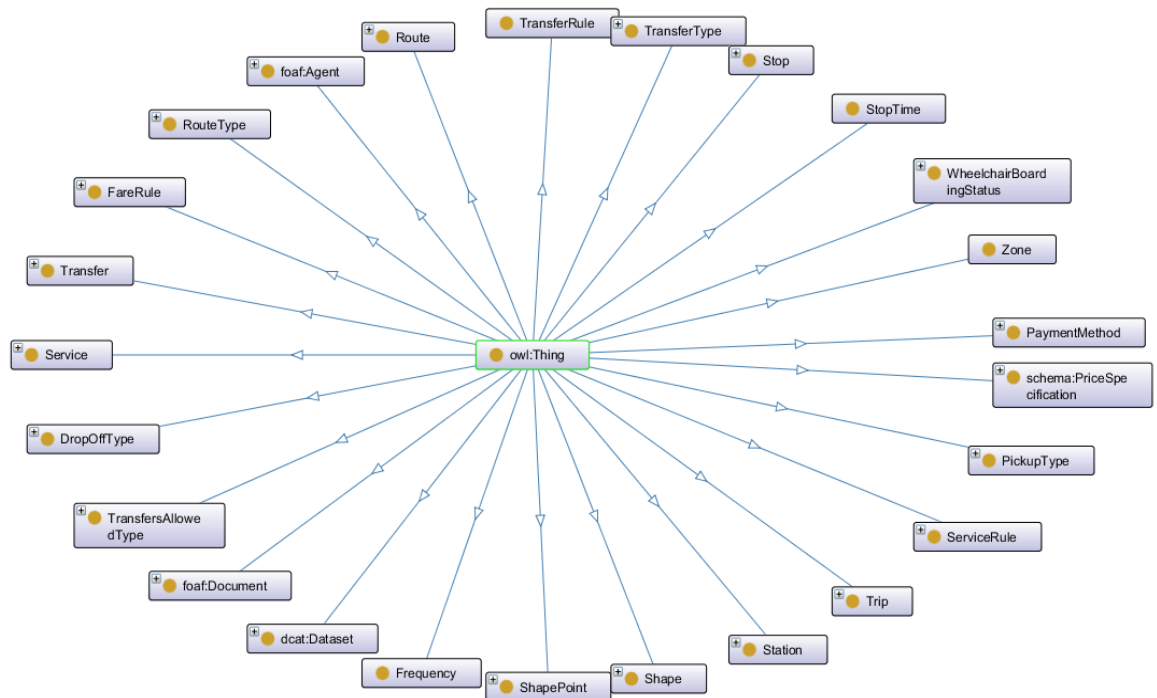 TransferRule
TransferType
Route
Stop
foaf:Agent
StopTime
RouteType
WheelchairBoard
ingStatus
FareRule
Zone
Transfer
PaymentMethod
Service
owl:Thing
schema:PriceSpe
cification
DropOffType
PickupType
TransfersAllowe
dType
ServiceRule
foaf:Document
Trip
dcat:Dataset
Station
Frequency
Shape
ShapePoint